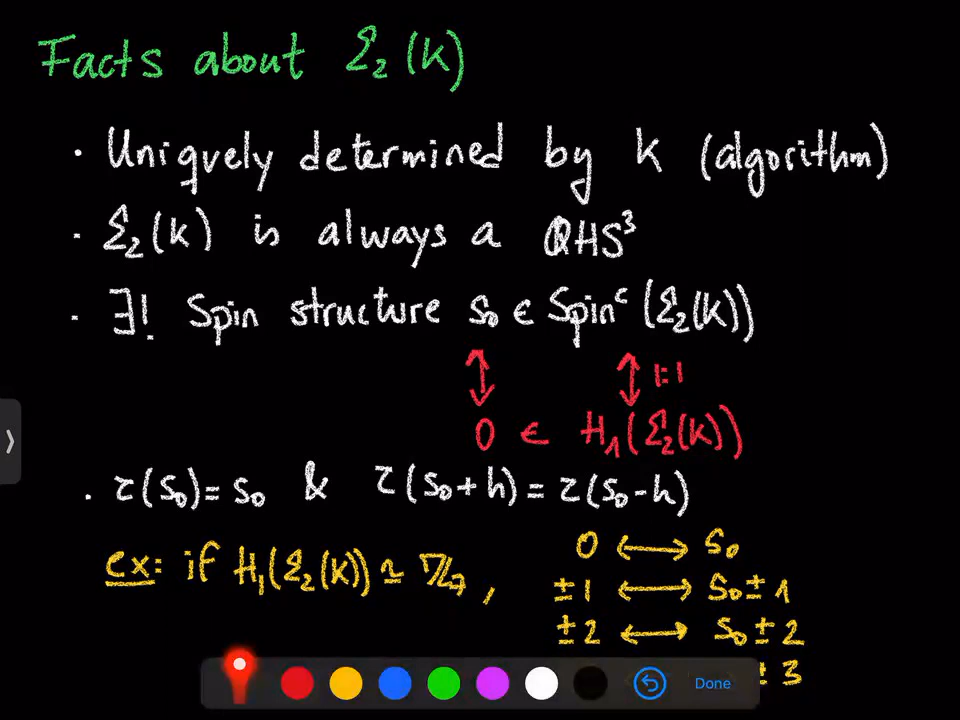 Facts about Σ₂(K)
· Uniquely determined by K (algorithm)
· Σ₂(K) is always a QHS³
· ∃! Spin structure s₀ ∈ Spinᶜ(Σ₂(K))
↕ ↕ 1:1
0 ∈ H₁(Σ₂(K))
· τ(s₀) = s₀ & τ(s₀+h) = τ(s₀-h)
ex: if H₁(Σ₂(K)) ≃ ℤ₇,
0 ↔ s₀
±1 ↔ s₀±1
±2 ↔ s₀±2
± 3
Done